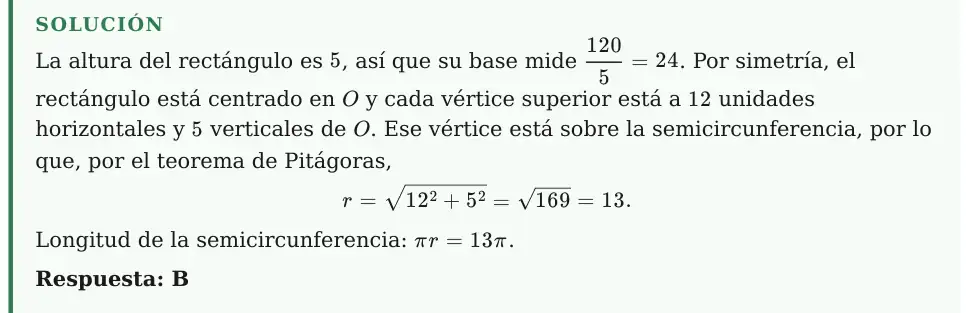 SOLUCIÓN
La altura del rectángulo es 5, así que su base mide 120/5 = 24. Por simetría, el
rectángulo está centrado en O y cada vértice superior está a 12 unidades
horizontales y 5 verticales de O. Ese vértice está sobre la semicircunferencia, por lo
que, por el teorema de Pitágoras,
r = √(12² + 5²) = √169 = 13.
Longitud de la semicircunferencia: πr = 13π.
Respuesta: B